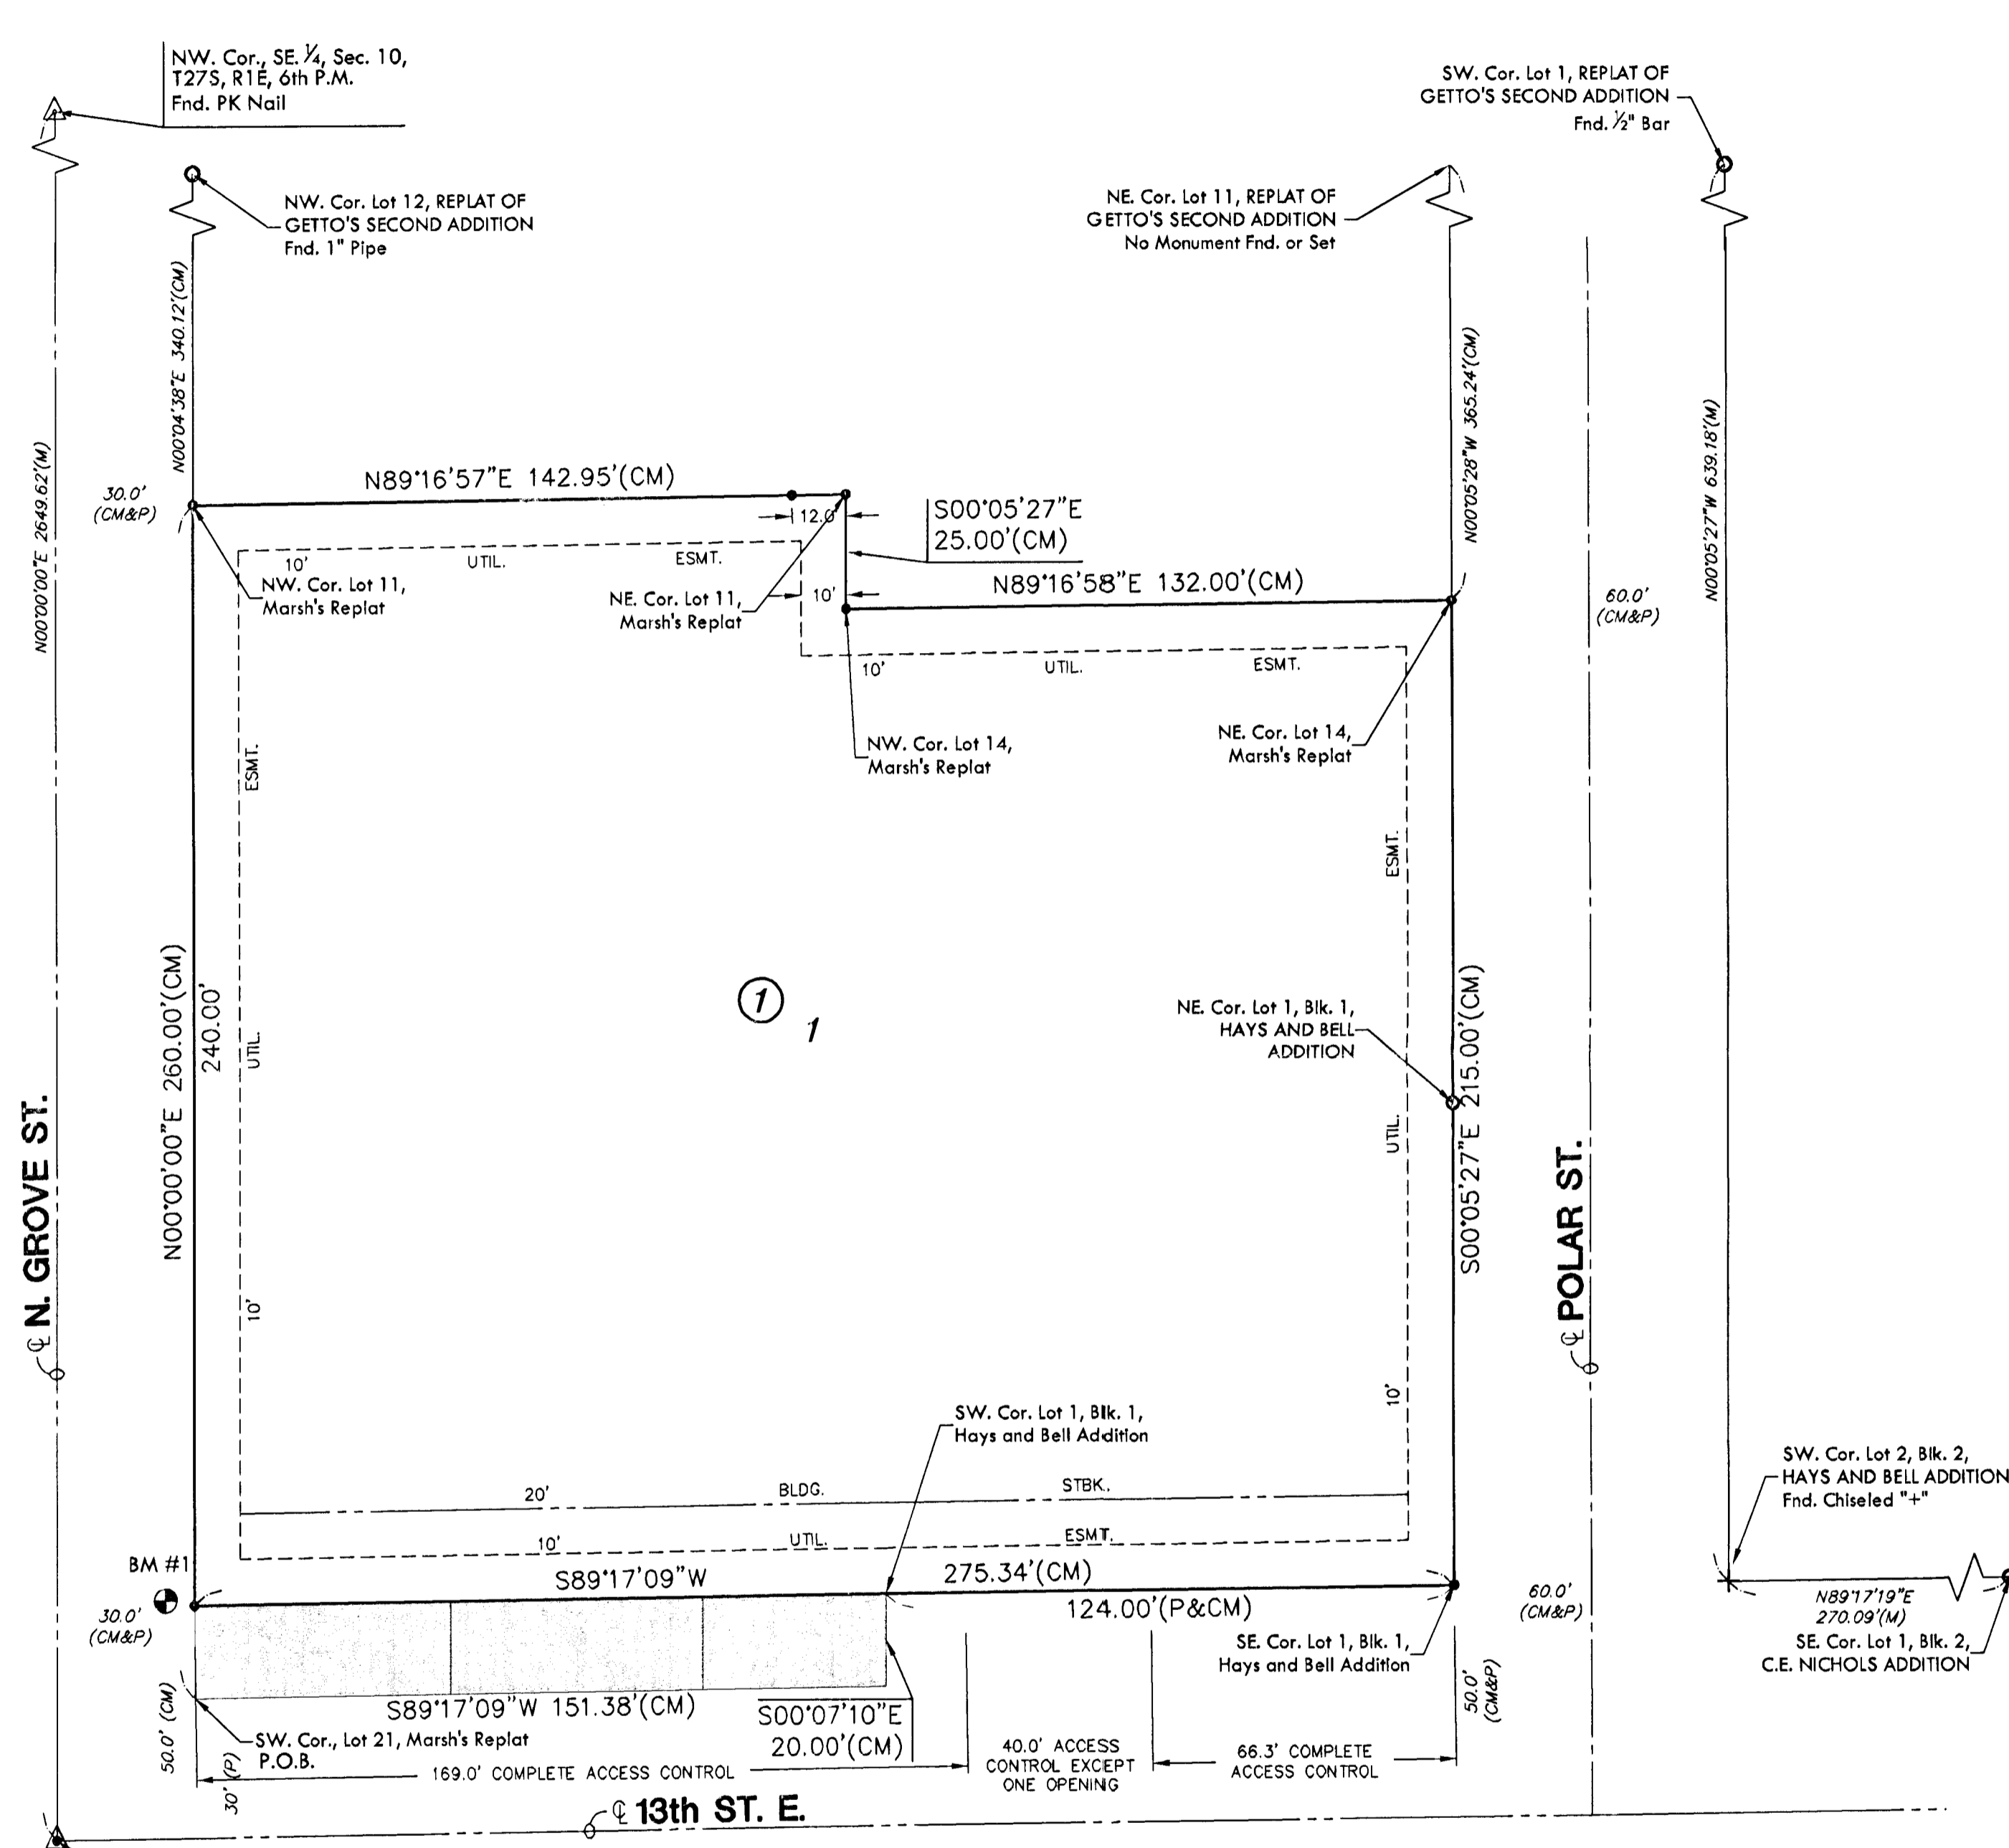 NW. Cor., SE. ¼, Sec. 10,
T27S, R1E, 6th P.M.
Fnd. PK Nail
SW. Cor. Lot 1, REPLAT OF
GETTO'S SECOND ADDITION
Fnd. ½" Bar
NW. Cor. Lot 12, REPLAT OF
GETTO'S SECOND ADDITION
Fnd. 1" Pipe
NE. Cor. Lot 11, REPLAT OF
GETTO'S SECOND ADDITION
No Monument Fnd. or Set
N00°00'00"E 2649.62'(M)
N00°04'38"E 340.12'(CM)
N00°05'28"W 365.24'(CM)
N00°05'27"W 639.18'(M)
30.0'
(CM&P)
N89°16'57"E 142.95'(CM)
12.0'
S00°05'27"E
25.00'(CM)
N89°16'58"E 132.00'(CM)
60.0'
(CM&P)
10' UTIL. ESMT.
10'
NW. Cor. Lot 11,
Marsh's Replat
NE. Cor. Lot 11,
Marsh's Replat
10' UTIL. ESMT.
NW. Cor. Lot 14,
Marsh's Replat
NE. Cor. Lot 14,
Marsh's Replat
10' UTIL. ESMT.
10' UTIL. ESMT.
N00°00'00"E 260.00'(CM)
240.00'
1
1
NE. Cor. Lot 1, Blk. 1,
HAYS AND BELL
ADDITION
S00°05'27"E 215.00'(CM)
℄ N. GROVE ST.
℄ POLAR ST.
SW. Cor. Lot 1, Blk. 1,
Hays and Bell Addition
SW. Cor. Lot 2, Blk. 2,
HAYS AND BELL ADDITION
Fnd. Chiseled "+"
20' BLDG. STBK.
10' UTIL. ESMT.
BM #1
S89°17'09"W 275.34'(CM)
124.00'(P&CM)
30.0'
(CM&P)
60.0'
(CM&P)
N89°17'19"E
270.09'(M)
SE. Cor. Lot 1, Blk. 2,
C.E. NICHOLS ADDITION
SE. Cor. Lot 1, Blk. 1,
Hays and Bell Addition
50.0'
(CM&P)
S89°17'09"W 151.38'(CM)
S00°07'10"E
20.00'(CM)
50.0' (CM)
SW. Cor., Lot 21, Marsh's Replat
P.O.B.
30' (P)
169.0' COMPLETE ACCESS CONTROL
40.0' ACCESS
CONTROL EXCEPT
ONE OPENING
66.3' COMPLETE
ACCESS CONTROL
℄ 13th ST. E.